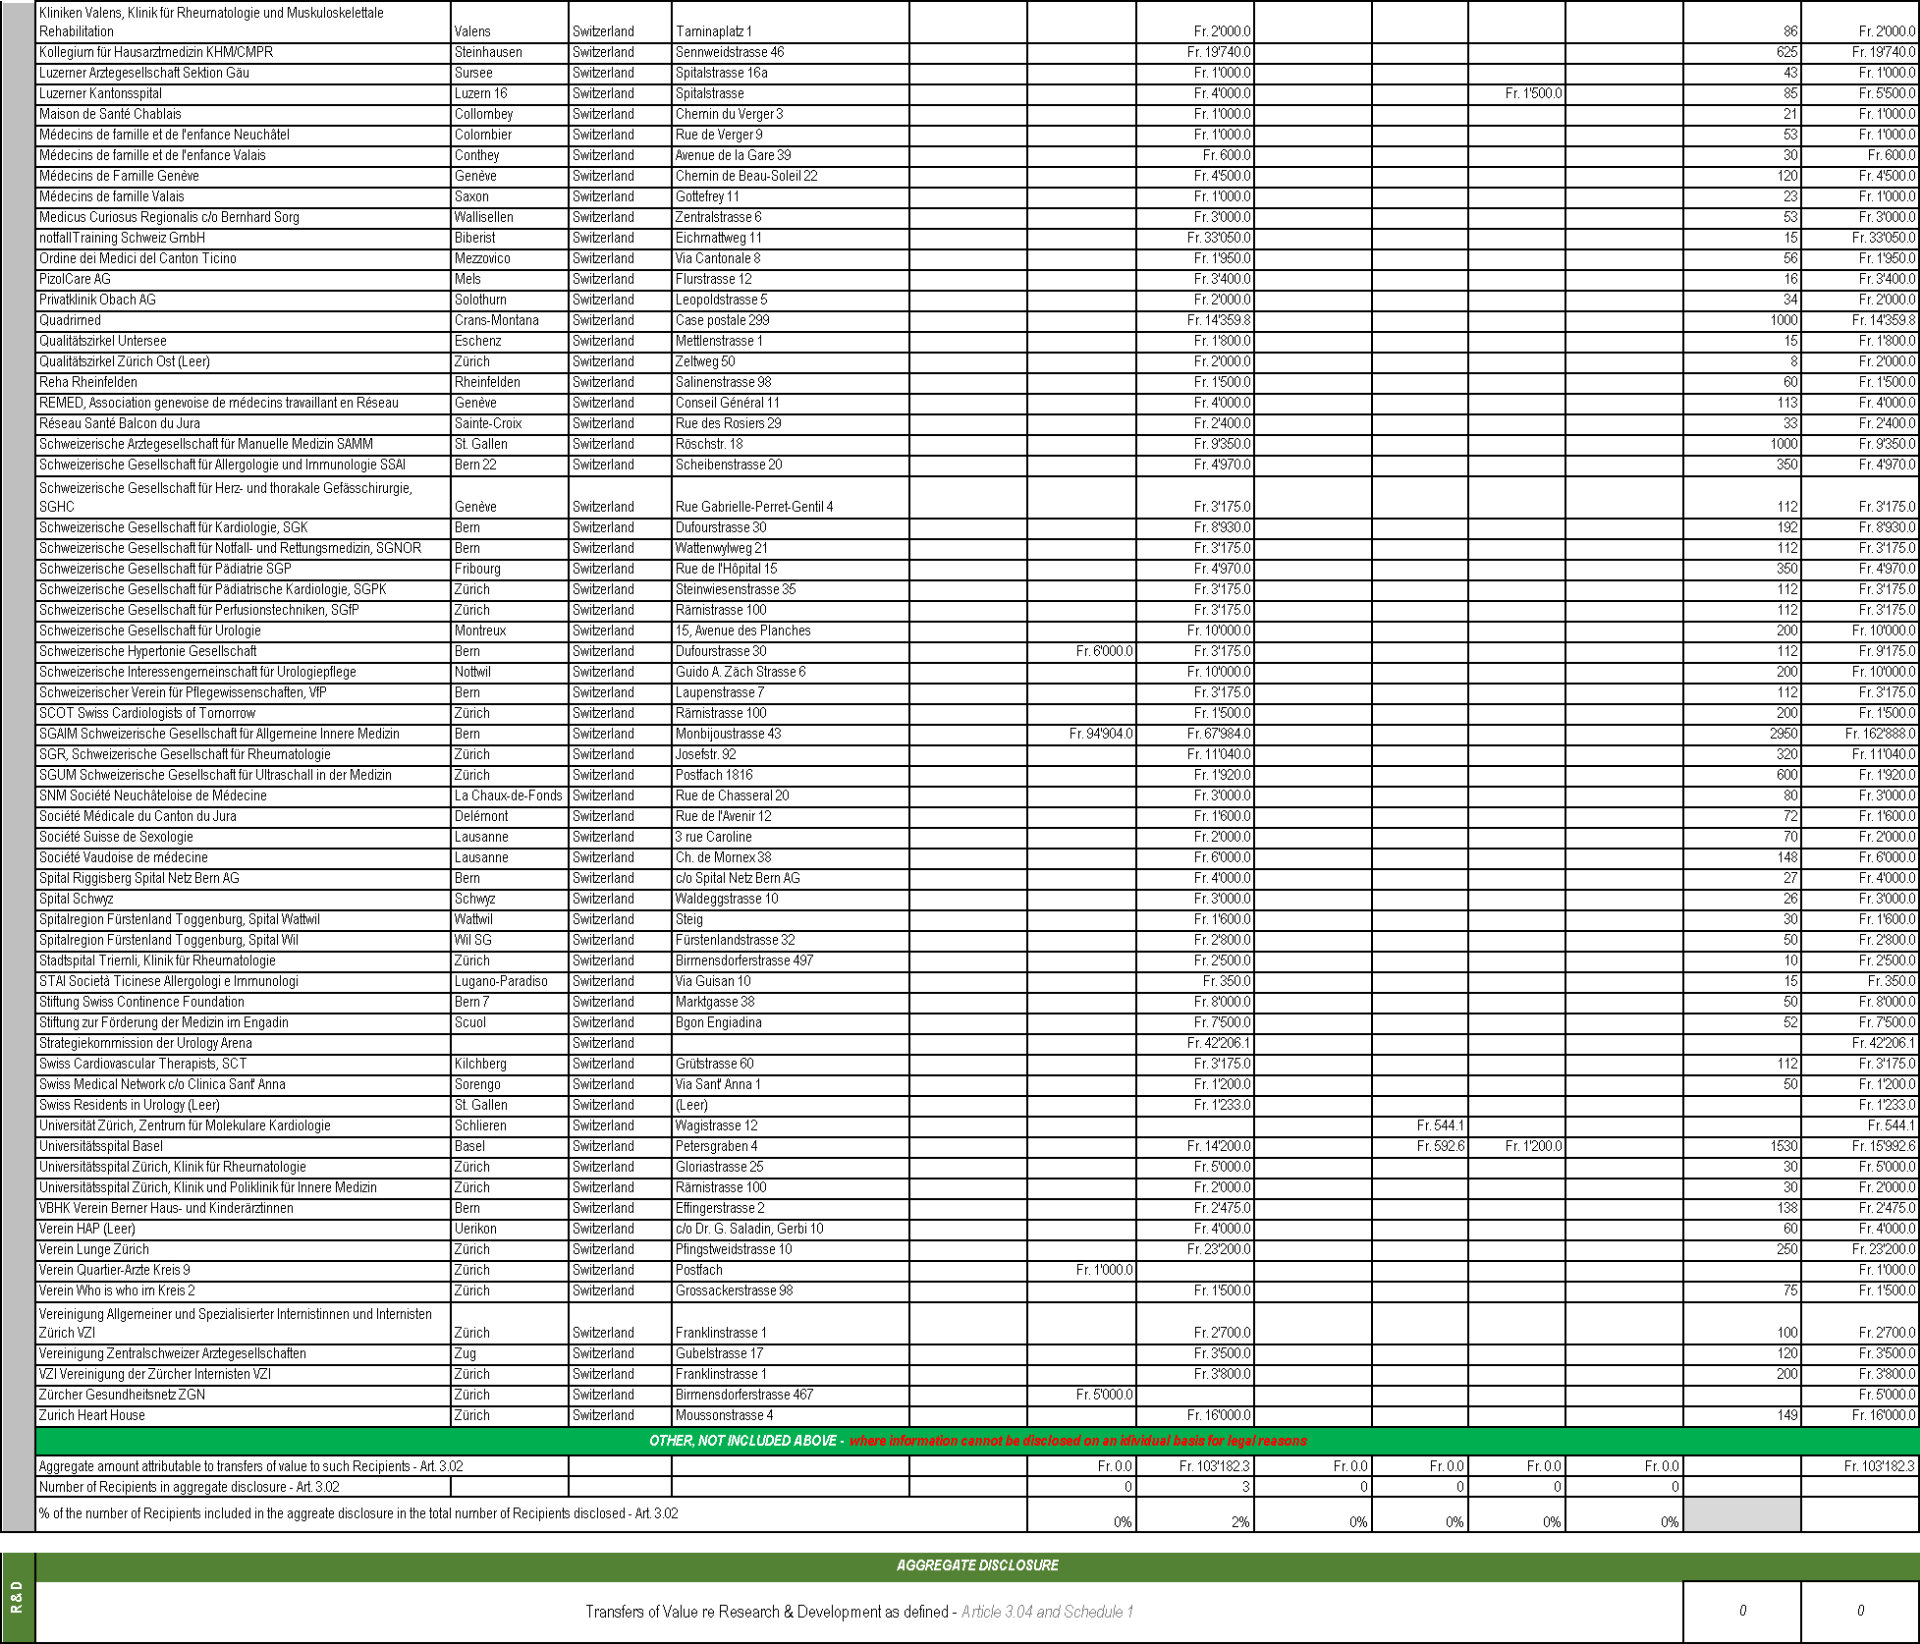 Kliniken Valens, Klinik für Rheumatologie und Muskuloskelettale
Rehabilitation Valens Switzerland Taminaplatz 1 Fr. 2'000.0 86 Fr. 2'000.0
Kollegium für Hausarztmedizin KHM/CMPR Steinhausen Switzerland Sennweidstrasse 46 Fr. 19'740.0 625 Fr. 19'740.0
Luzerner Arztegesellschaft Sektion Gäu Sursee Switzerland Spitalstrasse 16a Fr. 1'000.0 43 Fr. 1'000.0
Luzerner Kantonsspital Luzern 16 Switzerland Spitalstrasse Fr. 4'000.0 Fr. 1'500.0 85 Fr. 5'500.0
Maison de Santé Chablais Collombey Switzerland Chemin du Verger 3 Fr. 1'000.0 21 Fr. 1'000.0
Médecins de famille et de l'enfance Neuchâtel Colombier Switzerland Rue de Verger 9 Fr. 1'000.0 53 Fr. 1'000.0
Médecins de famille et de l'enfance Valais Conthey Switzerland Avenue de la Gare 39 Fr. 600.0 30 Fr. 600.0
Médecins de Famille Genève Genève Switzerland Chemin de Beau-Soleil 22 Fr. 4'500.0 120 Fr. 4'500.0
Médecins de famille Valais Saxon Switzerland Gottefrey 11 Fr. 1'000.0 23 Fr. 1'000.0
Medicus Curiosus Regionalis c/o Bernhard Sorg Wallisellen Switzerland Zentralstrasse 6 Fr. 3'000.0 53 Fr. 3'000.0
notfallTraining Schweiz GmbH Biberist Switzerland Eichmattweg 11 Fr. 33'050.0 15 Fr. 33'050.0
Ordine dei Medici del Canton Ticino Mezzovico Switzerland Via Cantonale 8 Fr. 1'950.0 56 Fr. 1'950.0
PizolCare AG Mels Switzerland Flurstrasse 12 Fr. 3'400.0 16 Fr. 3'400.0
Privatklinik Obach AG Solothurn Switzerland Leopoldstrasse 5 Fr. 2'000.0 34 Fr. 2'000.0
Quadrimed Crans-Montana Switzerland Case postale 299 Fr. 14'359.8 1000 Fr. 14'359.8
Qualitätszirkel Untersee Eschenz Switzerland Mettlenstrasse 1 Fr. 1'800.0 15 Fr. 1'800.0
Qualitätszirkel Zürich Ost (Leer) Zürich Switzerland Zeltweg 50 Fr. 2'000.0 8 Fr. 2'000.0
Reha Rheinfelden Rheinfelden Switzerland Salinenstrasse 98 Fr. 1'500.0 60 Fr. 1'500.0
REMED, Association genevoise de médecins travaillant en Réseau Genève Switzerland Conseil Général 11 Fr. 4'000.0 113 Fr. 4'000.0
Réseau Santé Balcon du Jura Sainte-Croix Switzerland Rue des Rosiers 29 Fr. 2'400.0 33 Fr. 2'400.0
Schweizerische Arztegesellschaft für Manuelle Medizin SAMM St. Gallen Switzerland Röschstr. 18 Fr. 9'350.0 1000 Fr. 9'350.0
Schweizerische Gesellschaft für Allergologie und Immunologie SSAI Bern 22 Switzerland Scheibenstrasse 20 Fr. 4'970.0 350 Fr. 4'970.0
Schweizerische Gesellschaft für Herz- und thorakale Gefässchirurgie,
SGHC Genève Switzerland Rue Gabrielle-Perret-Gentil 4 Fr. 3'175.0 112 Fr. 3'175.0
Schweizerische Gesellschaft für Kardiologie, SGK Bern Switzerland Dufourstrasse 30 Fr. 8'930.0 192 Fr. 8'930.0
Schweizerische Gesellschaft für Notfall- und Rettungsmedizin, SGNOR Bern Switzerland Wattenwylweg 21 Fr. 3'175.0 112 Fr. 3'175.0
Schweizerische Gesellschaft für Pädiatrie SGP Fribourg Switzerland Rue de l'Hôpital 15 Fr. 4'970.0 350 Fr. 4'970.0
Schweizerische Gesellschaft für Pädiatrische Kardiologie, SGPK Zürich Switzerland Steinwiesenstrasse 35 Fr. 3'175.0 112 Fr. 3'175.0
Schweizerische Gesellschaft für Perfusionstechniken, SGfP Zürich Switzerland Rämistrasse 100 Fr. 3'175.0 112 Fr. 3'175.0
Schweizerische Gesellschaft für Urologie Montreux Switzerland 15, Avenue des Planches Fr. 10'000.0 200 Fr. 10'000.0
Schweizerische Hypertonie Gesellschaft Bern Switzerland Dufourstrasse 30 Fr. 6'000.0 Fr. 3'175.0 112 Fr. 9'175.0
Schweizerische Interessengemeinschaft für Urologiepflege Nottwil Switzerland Guido A. Zäch Strasse 6 Fr. 10'000.0 200 Fr. 10'000.0
Schweizerischer Verein für Pflegewissenschaften, VfP Bern Switzerland Laupenstrasse 7 Fr. 3'175.0 112 Fr. 3'175.0
SCOT Swiss Cardiologists of Tomorrow Zürich Switzerland Rämistrasse 100 Fr. 1'500.0 200 Fr. 1'500.0
SGAIM Schweizerische Gesellschaft für Allgemeine Innere Medizin Bern Switzerland Monbijoustrasse 43 Fr. 94'904.0 Fr. 67'984.0 2950 Fr. 162'888.0
SGR, Schweizerische Gesellschaft für Rheumatologie Zürich Switzerland Josefstr. 92 Fr. 11'040.0 320 Fr. 11'040.0
SGUM Schweizerische Gesellschaft für Ultraschall in der Medizin Zürich Switzerland Postfach 1816 Fr. 1'920.0 600 Fr. 1'920.0
SNM Société Neuchâteloise de Médecine La Chaux-de-Fonds Switzerland Rue de Chasseral 20 Fr. 3'000.0 80 Fr. 3'000.0
Société Médicale du Canton du Jura Delémont Switzerland Rue de l'Avenir 12 Fr. 1'600.0 72 Fr. 1'600.0
Société Suisse de Sexologie Lausanne Switzerland 3 rue Caroline Fr. 2'000.0 70 Fr. 2'000.0
Société Vaudoise de médecine Lausanne Switzerland Ch. de Mornex 38 Fr. 6'000.0 148 Fr. 6'000.0
Spital Riggisberg Spital Netz Bern AG Bern Switzerland c/o Spital Netz Bern AG Fr. 4'000.0 27 Fr. 4'000.0
Spital Schwyz Schwyz Switzerland Waldeggstrasse 10 Fr. 3'000.0 26 Fr. 3'000.0
Spitalregion Fürstenland Toggenburg, Spital Wattwil Wattwil Switzerland Steig Fr. 1'600.0 30 Fr. 1'600.0
Spitalregion Fürstenland Toggenburg, Spital Wil Wil SG Switzerland Fürstenlandstrasse 32 Fr. 2'800.0 50 Fr. 2'800.0
Stadtspital Triemli, Klinik für Rheumatologie Zürich Switzerland Birmensdorferstrasse 497 Fr. 2'500.0 10 Fr. 2'500.0
STAI Società Ticinese Allergologi e Immunologi Lugano-Paradiso Switzerland Via Guisan 10 Fr. 350.0 15 Fr. 350.0
Stiftung Swiss Continence Foundation Bern 7 Switzerland Marktgasse 38 Fr. 8'000.0 50 Fr. 8'000.0
Stiftung zur Förderung der Medizin im Engadin Scuol Switzerland Bgon Engiadina Fr. 7'500.0 52 Fr. 7'500.0
Strategiekommission der Urology Arena Switzerland Fr. 42'206.1 Fr. 42'206.1
Swiss Cardiovascular Therapists, SCT Kilchberg Switzerland Grütstrasse 60 Fr. 3'175.0 112 Fr. 3'175.0
Swiss Medical Network c/o Clinica Sant' Anna Sorengo Switzerland Via Sant' Anna 1 Fr. 1'200.0 50 Fr. 1'200.0
Swiss Residents in Urology (Leer) St. Gallen Switzerland (Leer) Fr. 1'233.0 Fr. 1'233.0
Universität Zürich, Zentrum für Molekulare Kardiologie Schlieren Switzerland Wagistrasse 12 Fr. 544.1 Fr. 544.1
Universitätsspital Basel Basel Switzerland Petersgraben 4 Fr. 14'200.0 Fr. 592.6 Fr. 1'200.0 1530 Fr. 15'992.6
Universitätsspital Zürich, Klinik für Rheumatologie Zürich Switzerland Gloriastrasse 25 Fr. 5'000.0 30 Fr. 5'000.0
Universitätsspital Zürich, Klinik und Poliklinik für Innere Medizin Zürich Switzerland Rämistrasse 100 Fr. 2'000.0 30 Fr. 2'000.0
VBHK Verein Berner Haus- und Kinderärztinnen Bern Switzerland Effingerstrasse 2 Fr. 2'475.0 138 Fr. 2'475.0
Verein HAP (Leer) Uerikon Switzerland c/o Dr. G. Saladin, Gerbi 10 Fr. 4'000.0 60 Fr. 4'000.0
Verein Lunge Zürich Zürich Switzerland Pfingstweidstrasse 10 Fr. 23'200.0 250 Fr. 23'200.0
Verein Quartier-Arzte Kreis 9 Zürich Switzerland Postfach Fr. 1'000.0 Fr. 1'000.0
Verein Who is who im Kreis 2 Zürich Switzerland Grossackerstrasse 98 Fr. 1'500.0 75 Fr. 1'500.0
Vereinigung Allgemeiner und Spezialisierter Internistinnen und Internisten
Zürich VZI Zürich Switzerland Franklinstrasse 1 Fr. 2'700.0 100 Fr. 2'700.0
Vereinigung Zentralschweizer Arztegesellschaften Zug Switzerland Gubelstrasse 17 Fr. 3'500.0 120 Fr. 3'500.0
VZI Vereinigung der Zürcher Internisten VZI Zürich Switzerland Franklinstrasse 1 Fr. 3'800.0 200 Fr. 3'800.0
Zürcher Gesundheitsnetz ZGN Zürich Switzerland Birmensdorferstrasse 467 Fr. 5'000.0 Fr. 5'000.0
Zurich Heart House Zürich Switzerland Moussonstrasse 4 Fr. 16'000.0 149 Fr. 16'000.0
OTHER, NOT INCLUDED ABOVE - where information cannot be disclosed on an idividual basis for legal reasons
Aggregate amount attributable to transfers of value to such Recipients - Art. 3.02 Fr. 0.0 Fr. 103'182.3 Fr. 0.0 Fr. 0.0 Fr. 0.0 Fr. 0.0 Fr. 103'182.3
Number of Recipients in aggregate disclosure - Art. 3.02 0 3 0 0 0 0
% of the number of Recipients included in the aggreate disclosure in the total number of Recipients disclosed - Art. 3.02 0% 2% 0% 0% 0% 0%
AGGREGATE DISCLOSURE
R & D
Transfers of Value re Research & Development as defined - Article 3.04 and Schedule 1 0 0